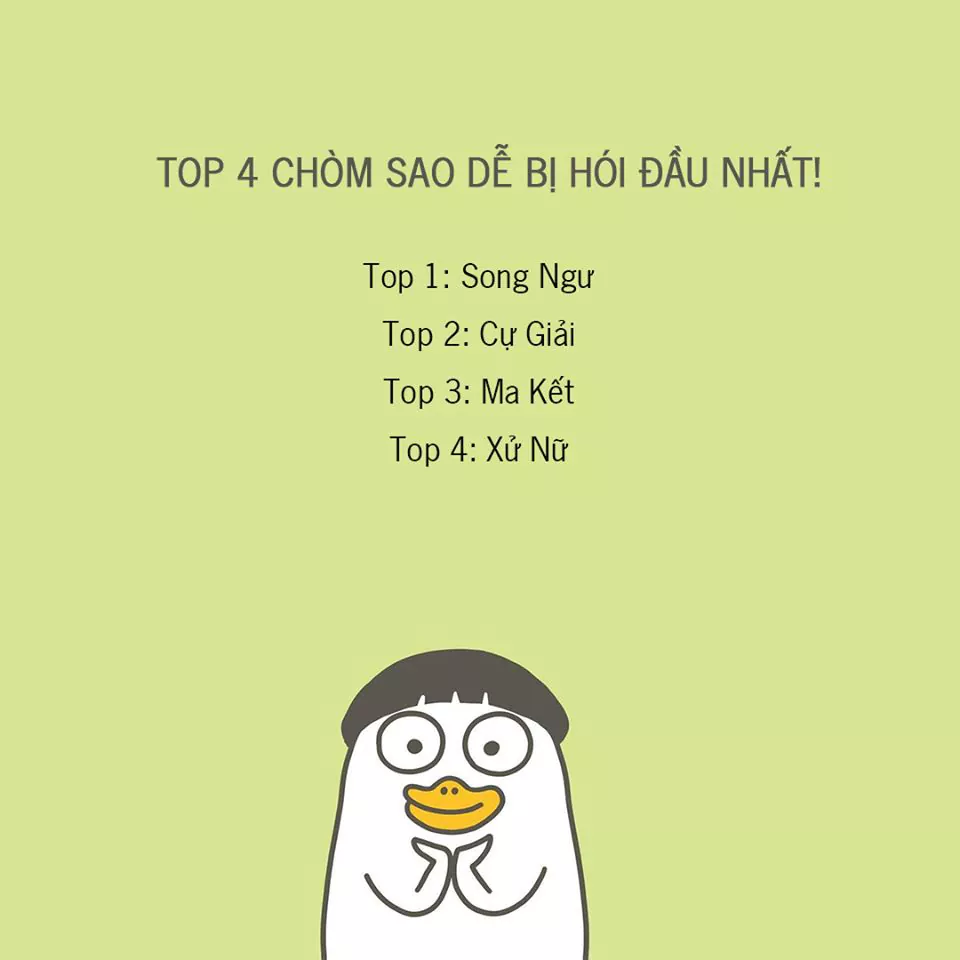 TOP 4 CHÒM SAO DỄ BỊ HÓI ĐẦU NHẤT!
Top 1: Song Ngư
Top 2: Cự Giải
Top 3: Ma Kết
Top 4: Xử Nữ